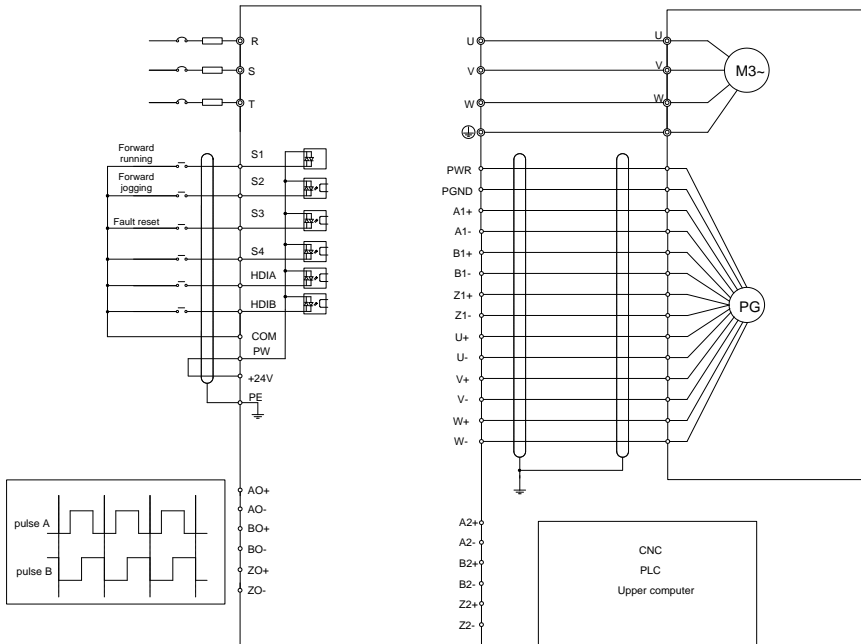 R
S
T
Forward
running
Forward
jogging
Fault reset
S1
S2
S3
S4
HDIA
HDIB
COM
PW
+24V
PE
U
V
W
U
V
W
M3~
PWR
PGND
A1+
A1-
B1+
B1-
Z1+
Z1-
U+
U-
V+
V-
W+
W-
PG
pulse A
pulse B
AO+
AO-
BO+
BO-
ZO+
ZO-
A2+
A2-
B2+
B2-
Z2+
Z2-
CNC
PLC
Upper computer